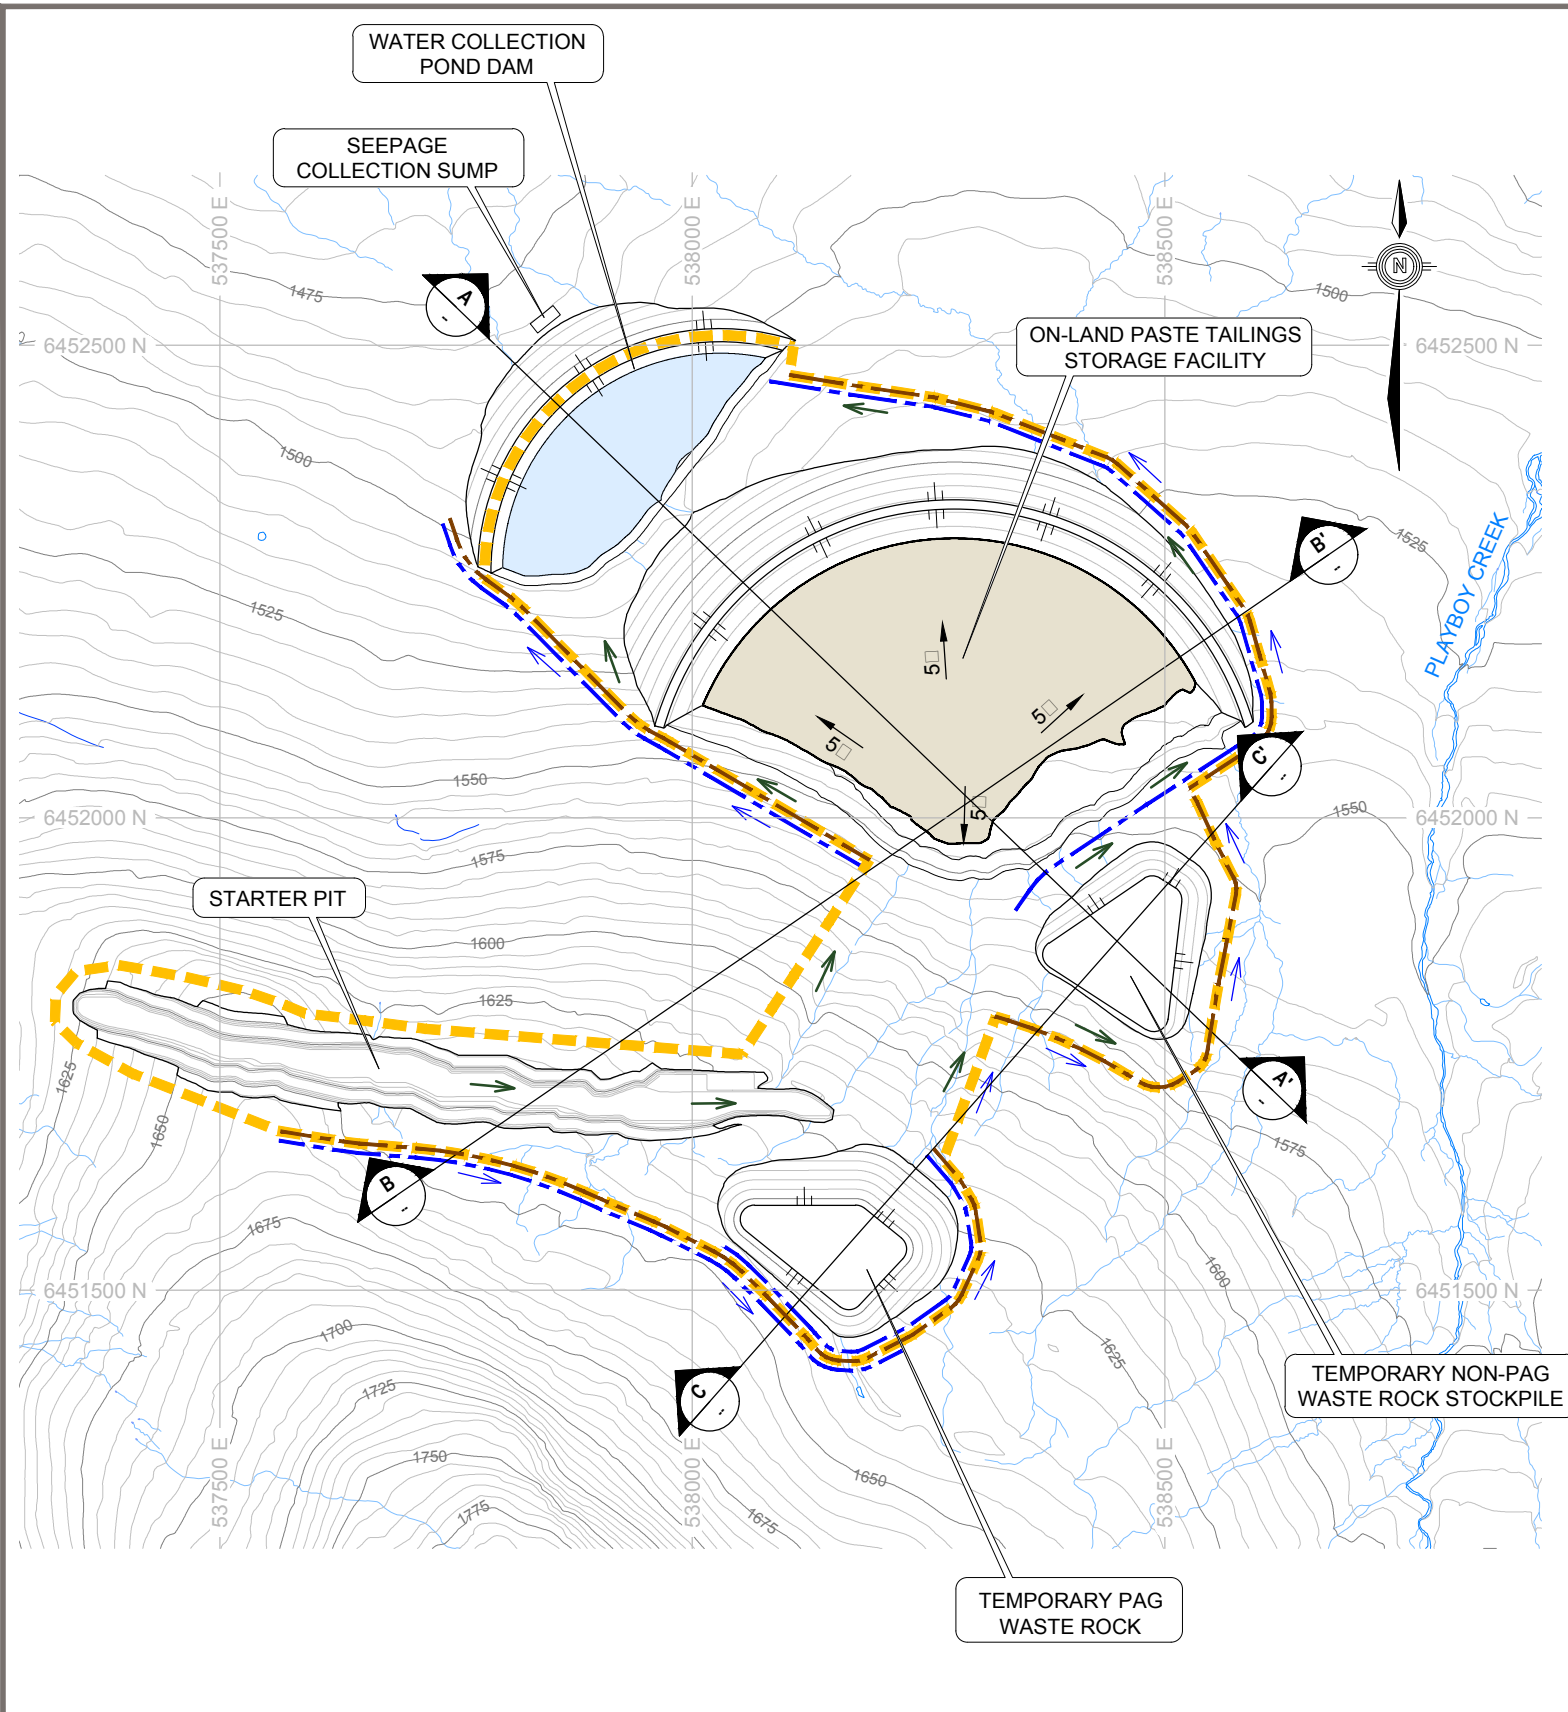 WATER COLLECTION
POND DAM
SEEPAGE
COLLECTION SUMP
537500 E
538000 E
538500 E
1475
1500
N
A
-
6452500 N
6452500 N
ON-LAND PASTE TAILINGS
STORAGE FACILITY
1500
B'
--
1525
PLAYBOY CREEK
1525
5□
5□
5□
5□
C'
--
1550
1550
6452000 N
6452000 N
1575
STARTER PIT
1600
1625
1625
1650
A'
-
1575
B
--
1675
1600
6451500 N
6451500 N
1700
1625
1725
C
--
TEMPORARY NON-PAG
WASTE ROCK STOCKPILE
1750
1650
1775
1675
537500 E
538000 E
538500 E
TEMPORARY PAG
WASTE ROCK